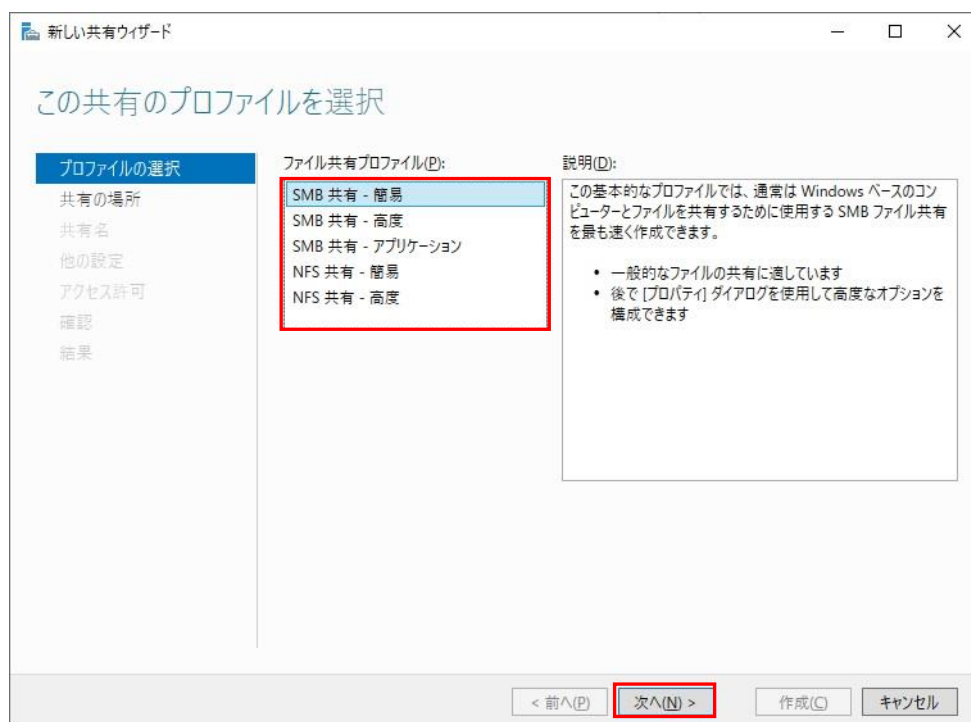 新しい共有ウィザード
この共有のプロファイルを選択
プロファイルの選択
共有の場所
共有名
他の設定
アクセス許可
確認
結果
ファイル共有プロファイル(P):
SMB 共有 - 簡易
SMB 共有 - 高度
SMB 共有 - アプリケーション
NFS 共有 - 簡易
NFS 共有 - 高度
説明(D):
この基本的なプロファイルでは、通常は Windows ベースのコン
ピューターとファイルを共有するために使用する SMB ファイル共有
を最も速く作成できます。
• 一般的なファイルの共有に適しています
• 後で [プロパティ] ダイアログを使用して高度なオプションを
構成できます
< 前へ(P)
次へ(N) >
作成(C)
キャンセル